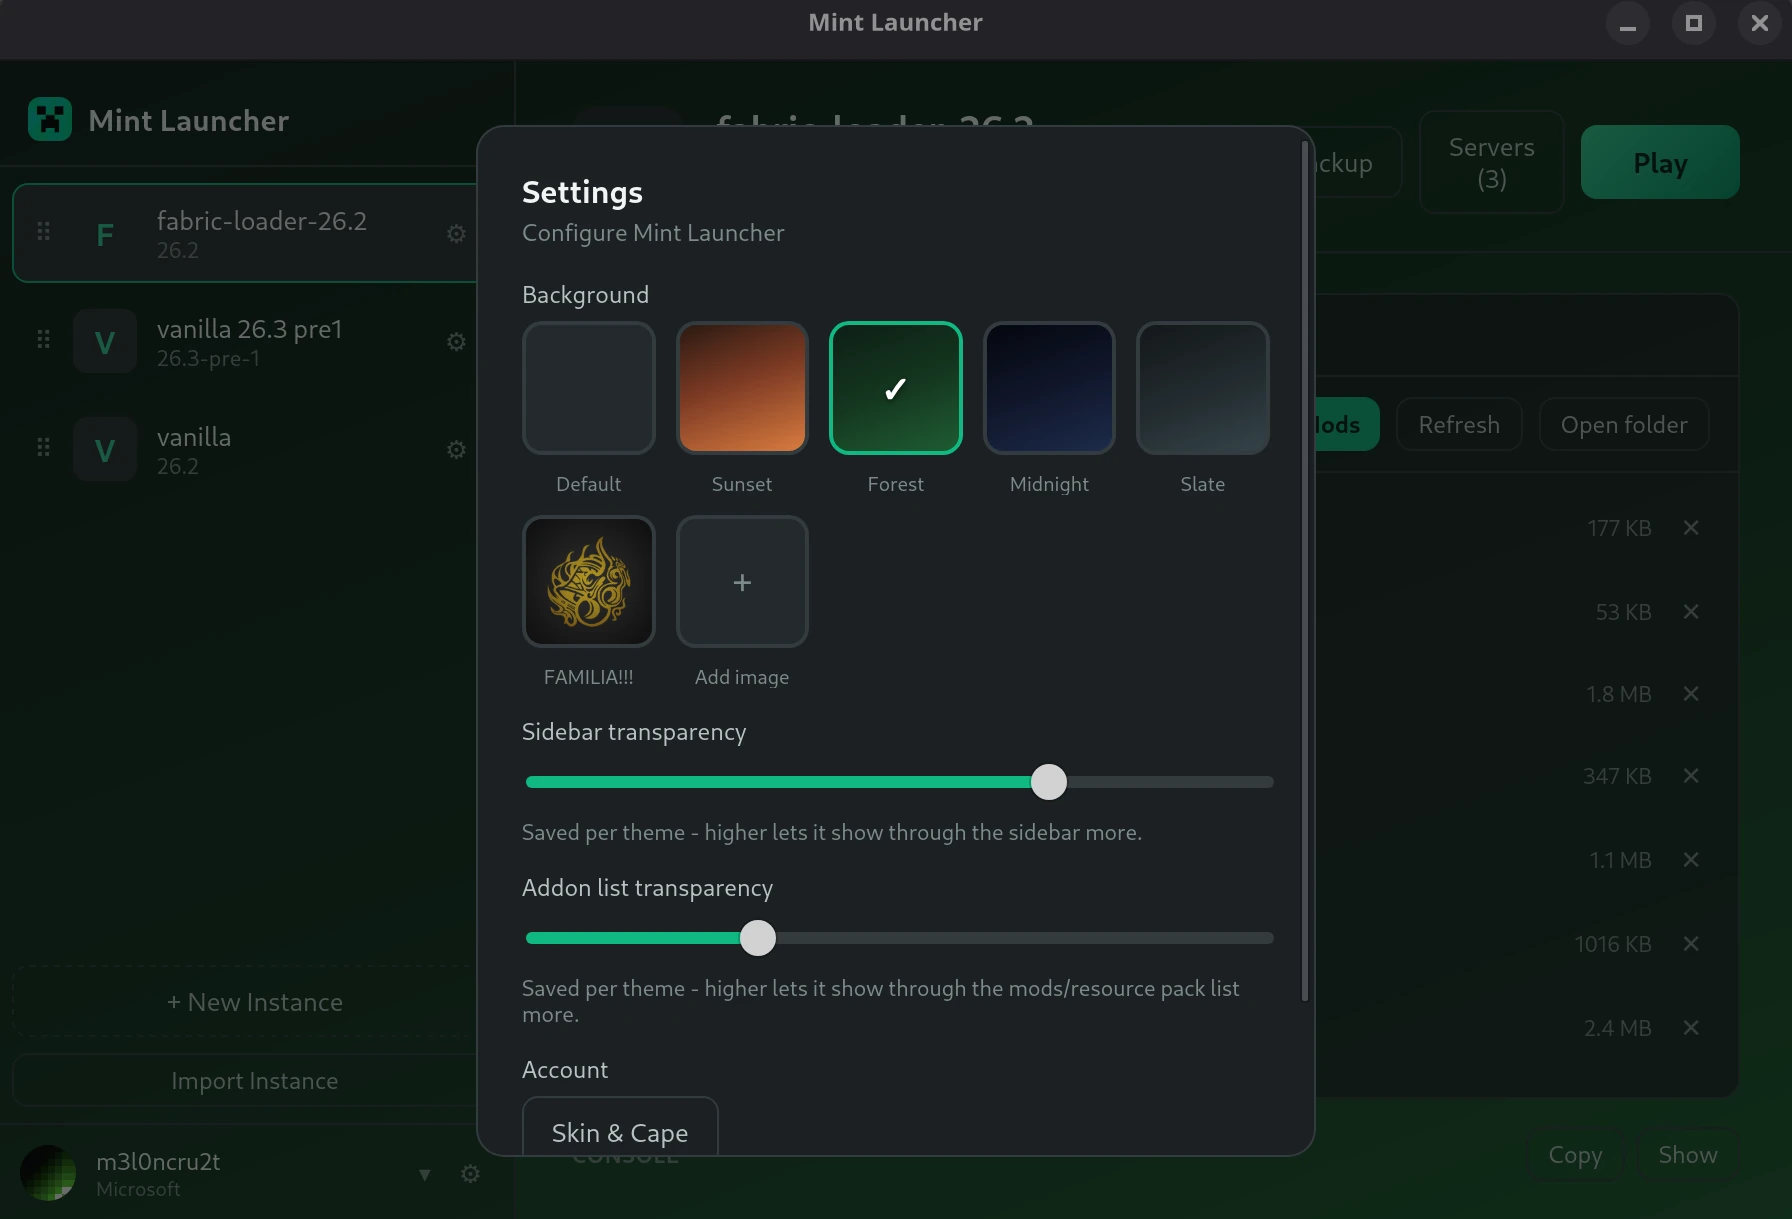 Mint Launcher
Mint Launcher
F
fabric-loader-26.2
26.2
V
vanilla 26.3 pre1
26.3-pre-1
V
vanilla
26.2
+ New Instance
Import Instance
m3l0ncru2t
Microsoft
fabric-loader-26.2
Servers
(3)
Play
Refresh
Open folder
177 KB
53 KB
1.8 MB
347 KB
1.1 MB
1016 KB
2.4 MB
CONSOLE
Copy
Show
Settings
Configure Mint Launcher
Background
Default
Sunset
Forest
Midnight
Slate
FAMILIA!!!
+
Add image
Sidebar transparency
Saved per theme - higher lets it show through the sidebar more.
Addon list transparency
Saved per theme - higher lets it show through the mods/resource pack list
more.
Account
Skin & Cape